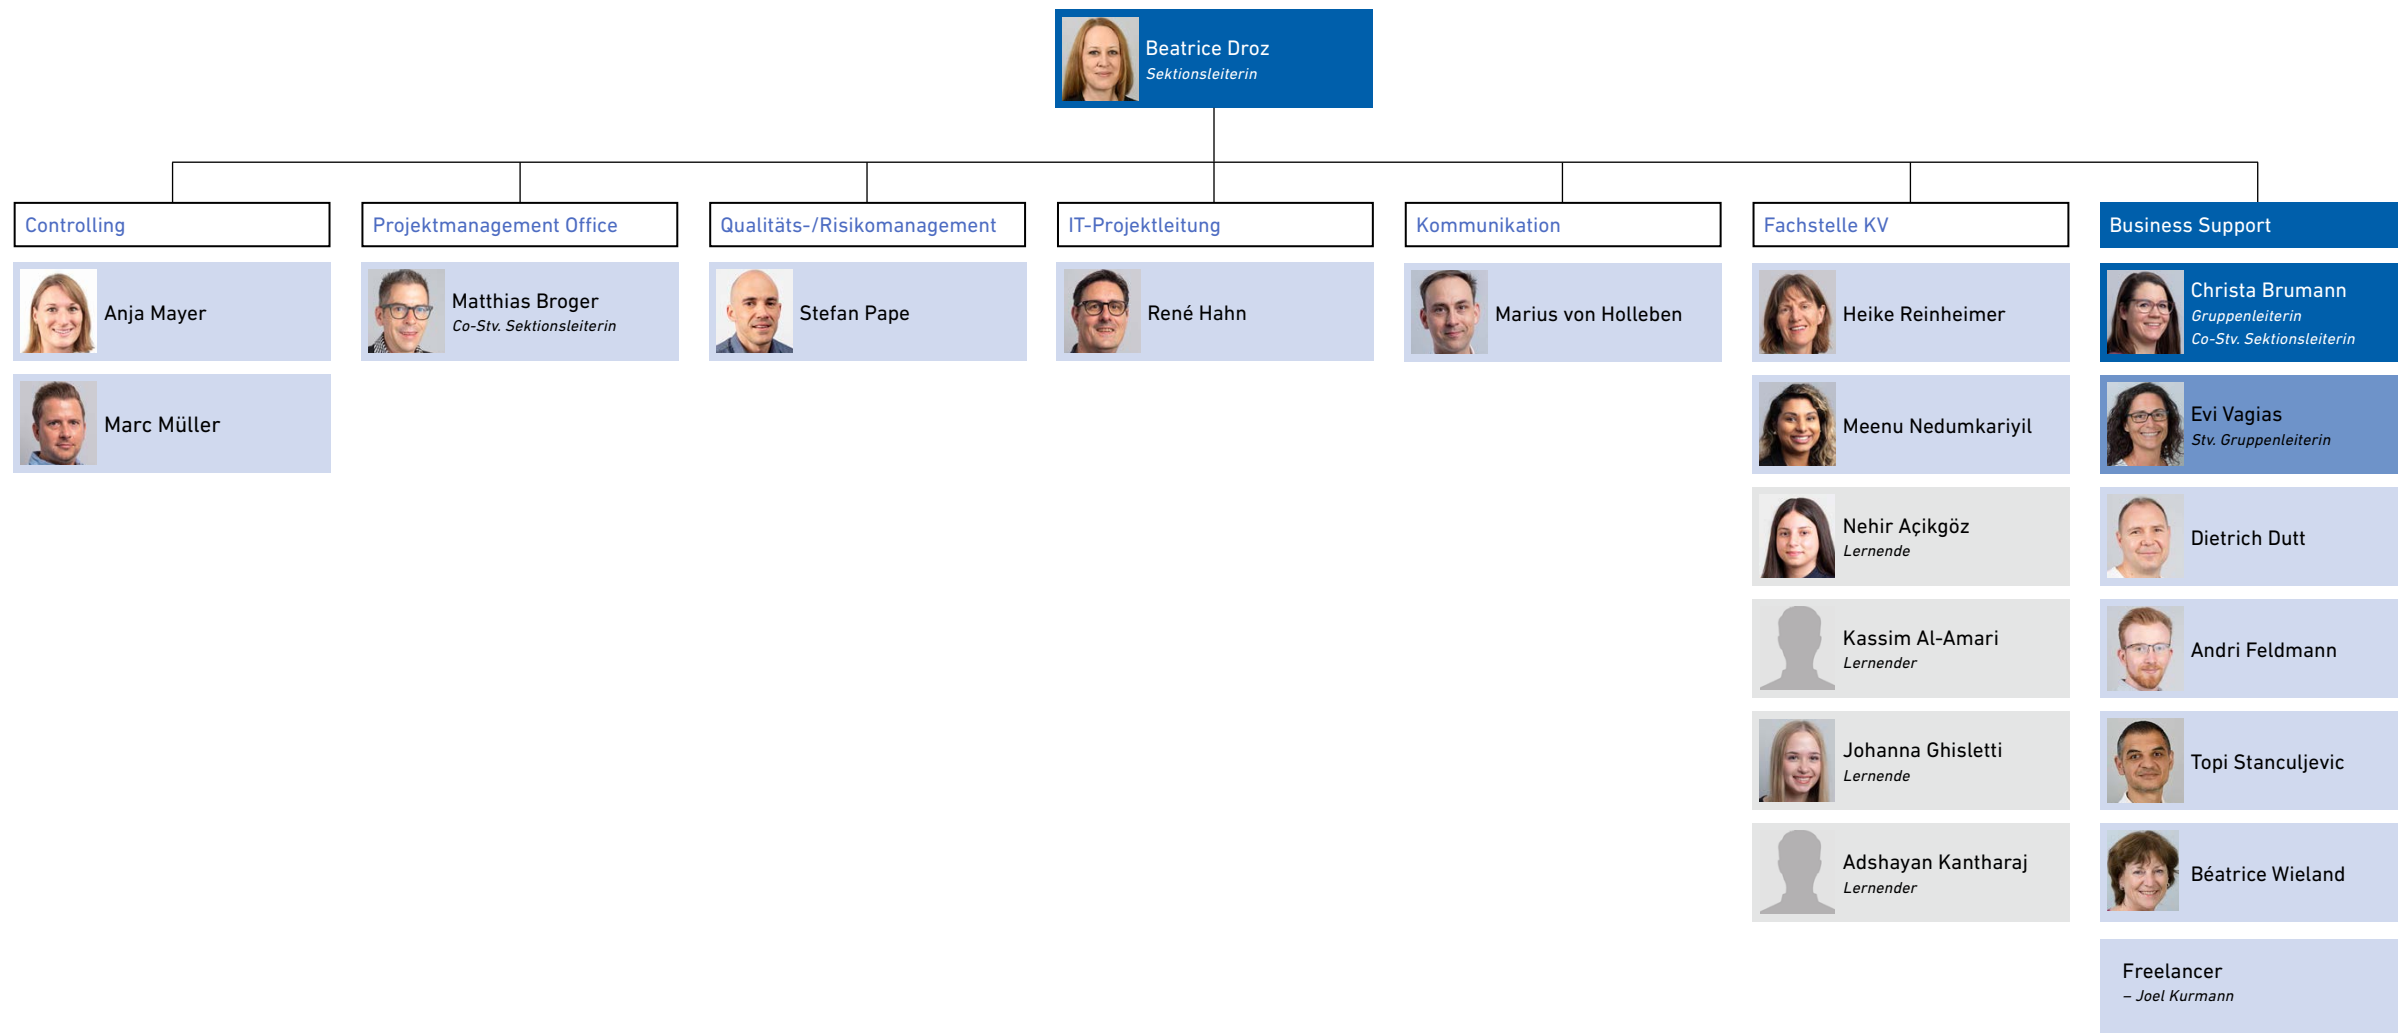 Beatrice Droz
Sektionsleiterin
Controlling
Anja Mayer
Marc Müller
Projektmanagement Office
Matthias Broger
Co-Stv. Sektionsleiterin
Qualitäts-/Risikomanagement
Stefan Pape
IT-Projektleitung
René Hahn
Kommunikation
Marius von Holleben
Fachstelle KV
Heike Reinheimer
Meenu Nedumkariyil
Nehir Açikgöz
Lernende
Kassim Al-Amari
Lernender
Johanna Ghisletti
Lernende
Adshayan Kantharaj
Lernender
Business Support
Christa Brumann
Gruppenleiterin
Co-Stv. Sektionsleiterin
Evi Vagias
Stv. Gruppenleiterin
Dietrich Dutt
Andri Feldmann
Topi Stanculjevic
Béatrice Wieland
Freelancer
– Joel Kurmann